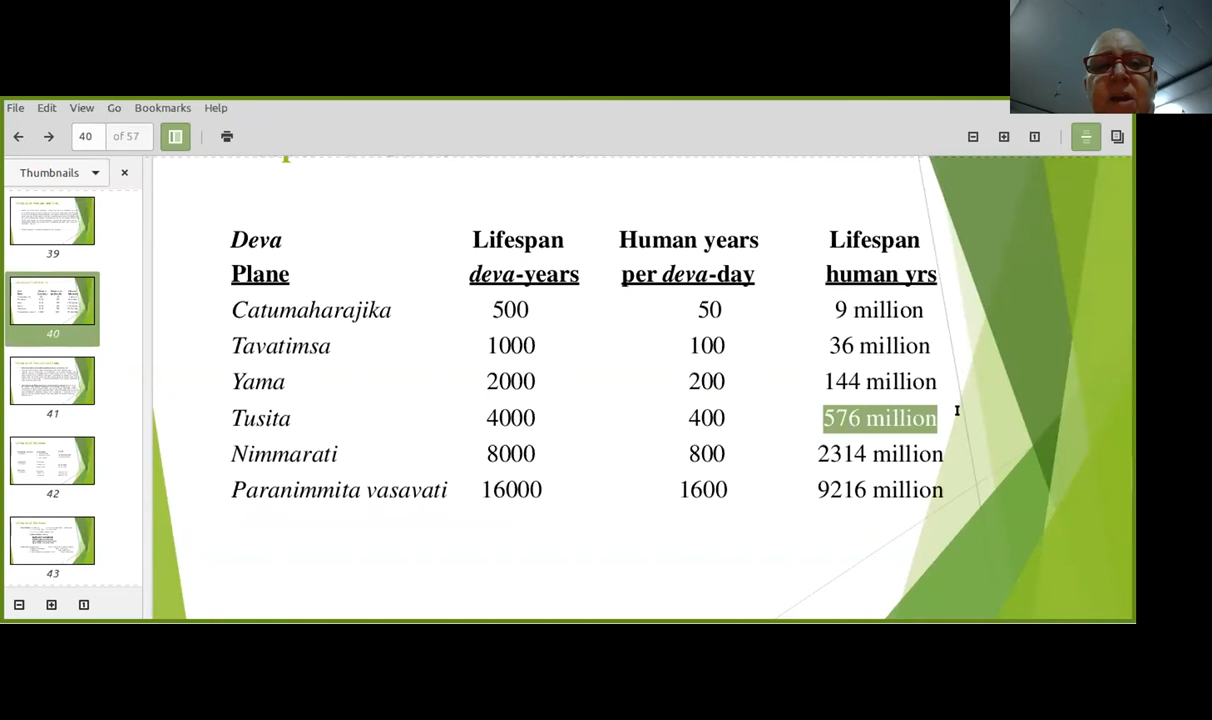 File Edit View Go Bookmarks Help
40 of 57
Thumbnails
Deva Lifespan Human years Lifespan
Plane deva-years per deva-day human yrs
Catumaharajika 500 50 9 million
Tavatimsa 1000 100 36 million
Yama 2000 200 144 million
Tusita 4000 400 576 million
Nimmarati 8000 800 2314 million
Paranimmita vasavati 16000 1600 9216 million
39
40
41
42
43